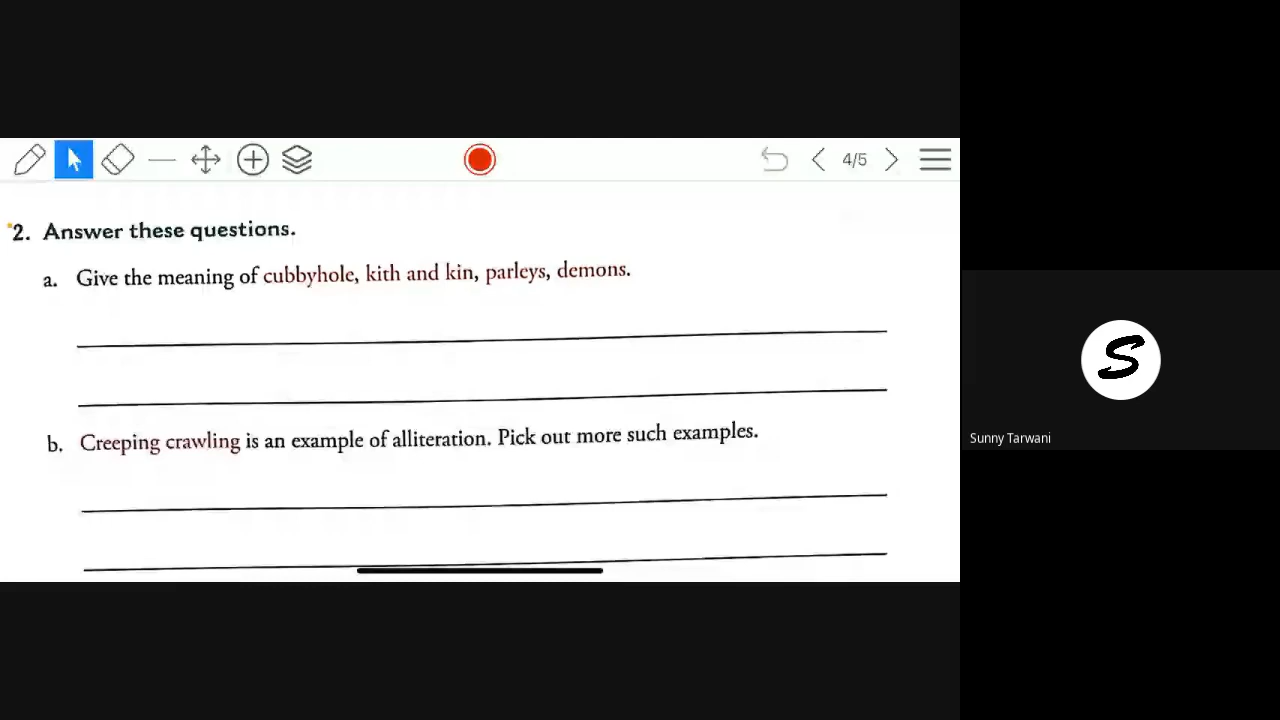 4/5
2. Answer these questions.
a. Give the meaning of cubbyhole, kith and kin, parleys, demons.
b. Creeping crawling is an example of alliteration. Pick out more such examples.
S
Sunny Tarwani